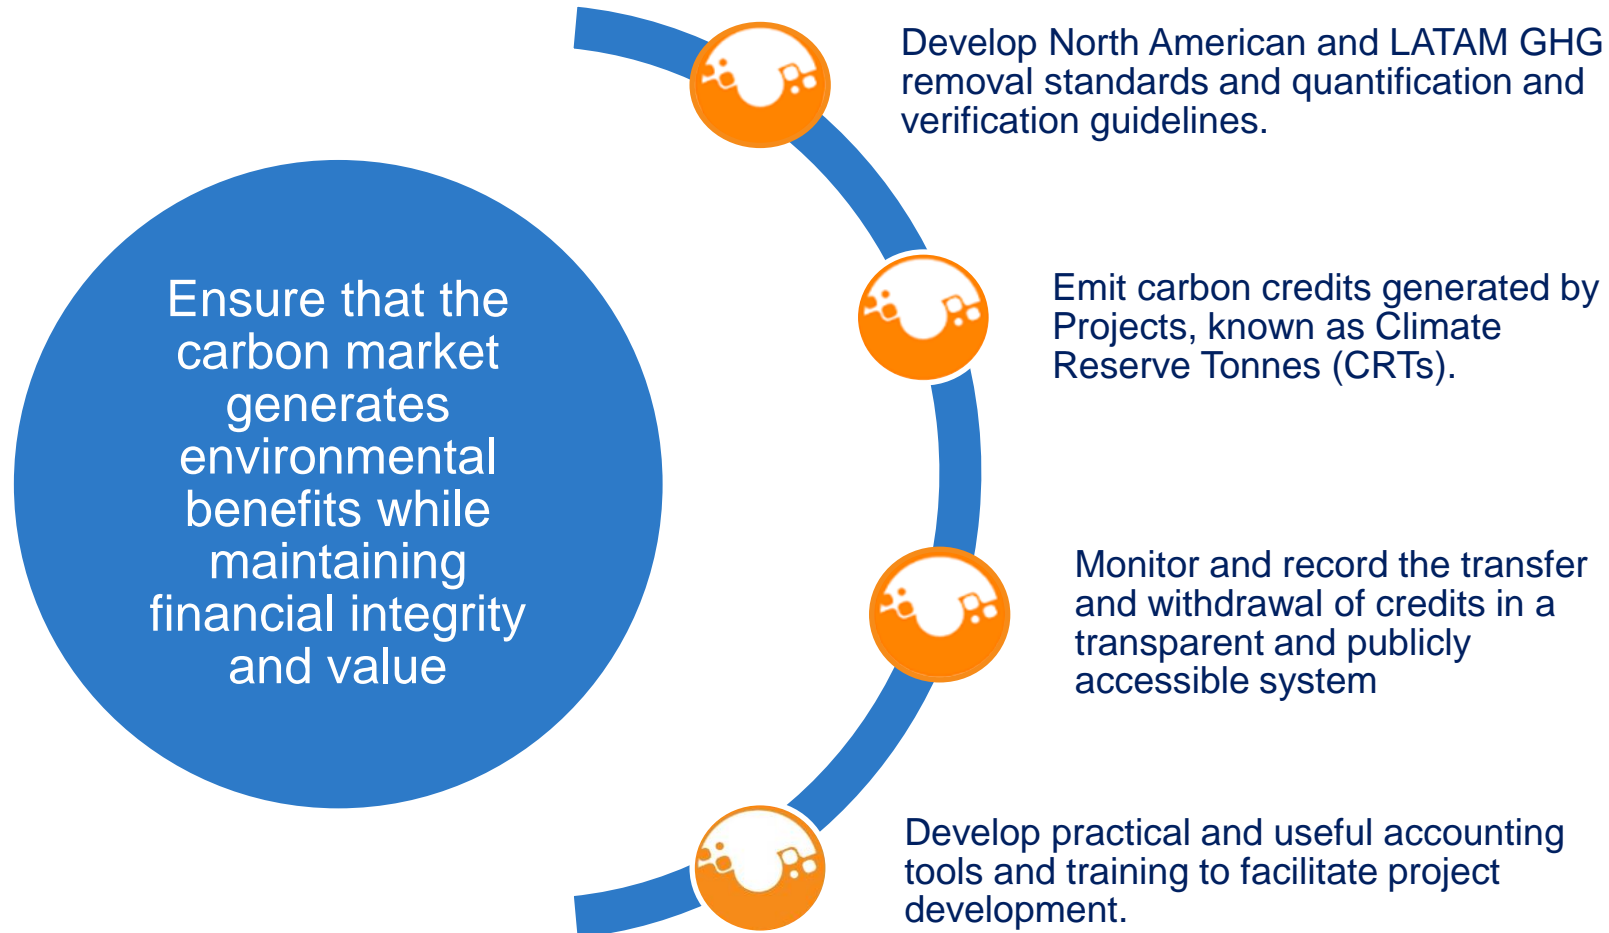 Ensure that the
carbon market
generates
environmental
benefits while
maintaining
financial integrity
and value
Develop North American and LATAM GHG
removal standards and quantification and
verification guidelines.
Emit carbon credits generated by
Projects, known as Climate
Reserve Tonnes (CRTs).
Monitor and record the transfer
and withdrawal of credits in a
transparent and publicly
accessible system
Develop practical and useful accounting
tools and training to facilitate project
development.